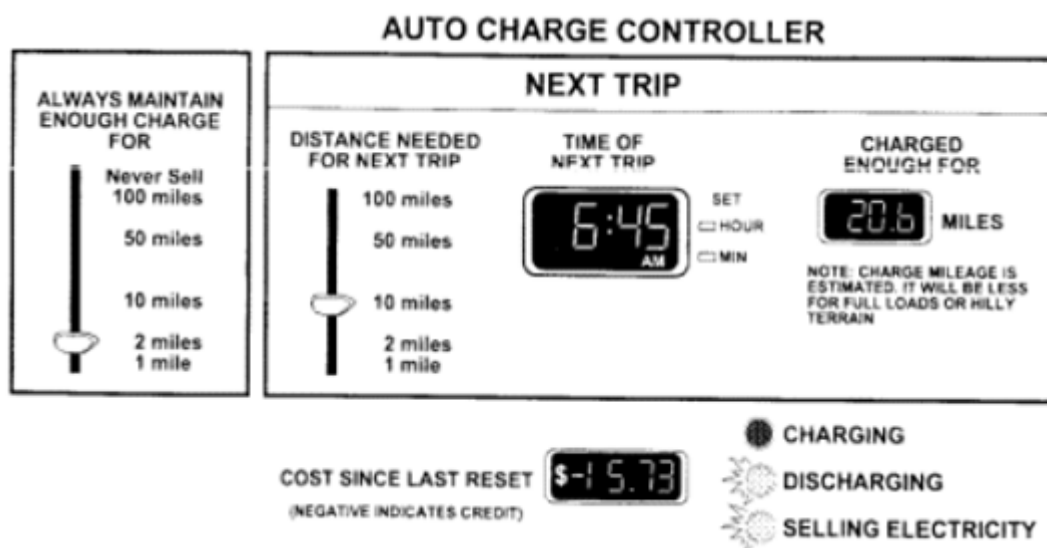 AUTO CHARGE CONTROLLER
ALWAYS MAINTAIN
ENOUGH CHARGE
FOR
Never Sell
100 miles
50 miles
10 miles
2 miles
1 mile
NEXT TRIP
DISTANCE NEEDED
FOR NEXT TRIP
100 miles
50 miles
10 miles
2 miles
1 mile
TIME OF
NEXT TRIP
6:45
AM
SET
HOUR
MIN
CHARGED
ENOUGH FOR
20.6 MILES
NOTE: CHARGE MILEAGE IS
ESTIMATED. IT WILL BE LESS
FOR FULL LOADS OR HILLY
TERRAIN
COST SINCE LAST RESET $-15.73
(NEGATIVE INDICATES CREDIT)
CHARGING
DISCHARGING
SELLING ELECTRICITY